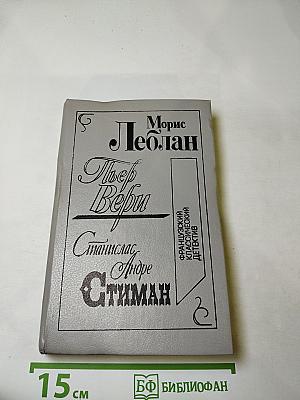 Морис
Леблан
Пьер
Вери
Станислас Андре
Стиман
ФРАНЦУЗСКИЙ
КЛАССИЧЕСКИЙ
ДЕТЕКТИВ
15 см
БФ БИБЛИОФАН